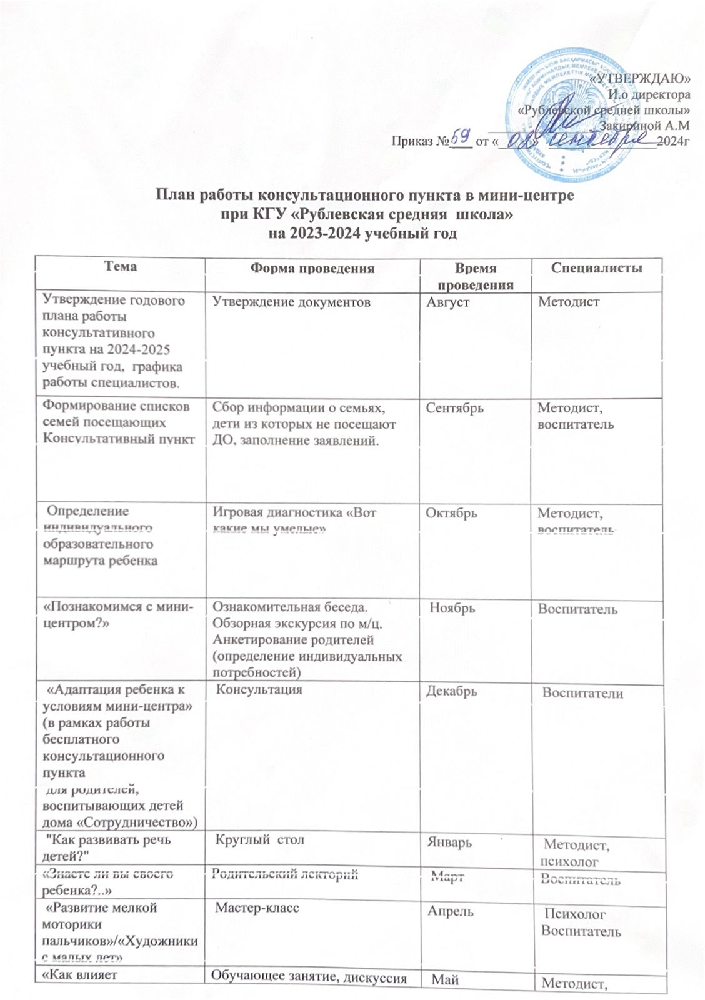 «УТВЕРЖДАЮ»
И.о директора
«Рублевской средней школы»
Закириной А.М
Приказ № 59 от « 02 » сентября 2024г
План работы консультационного пункта в мини-центре
при КГУ «Рублевская средняя школа»
на 2023-2024 учебный год
Тема Форма проведения Время Специалисты
проведения
Утверждение годового Утверждение документов Август Методист
плана работы
консультативного
пункта на 2024-2025
учебный год, графика
работы специалистов.
Формирование списков Сбор информации о семьях, Сентябрь Методист,
семей посещающих дети из которых не посещают воспитатель
Консультативный пункт ДО, заполнение заявлений.
Определение Игровая диагностика «Вот Октябрь Методист,
индивидуального какие мы умелые» воспитатель
образовательного
маршрута ребенка
«Познакомимся с мини- Ознакомительная беседа. Ноябрь Воспитатель
центром?» Обзорная экскурсия по м/ц.
Анкетирование родителей
(определение индивидуальных
потребностей)
«Адаптация ребенка к Консультация Декабрь Воспитатели
условиям мини-центра»
(в рамках работы
бесплатного
консультационного
пункта
для родителей,
воспитывающих детей
дома «Сотрудничество»)
"Как развивать речь Круглый стол Январь Методист,
детей?" психолог
«Знаете ли вы своего Родительский лекторий Март Воспитатель
ребенка?..»
«Развитие мелкой Мастер-класс Апрель Психолог
моторики Воспитатель
пальчиков»/«Художники
с малых лет»
«Как влияет Обучающее занятие, дискуссия Май Методист,